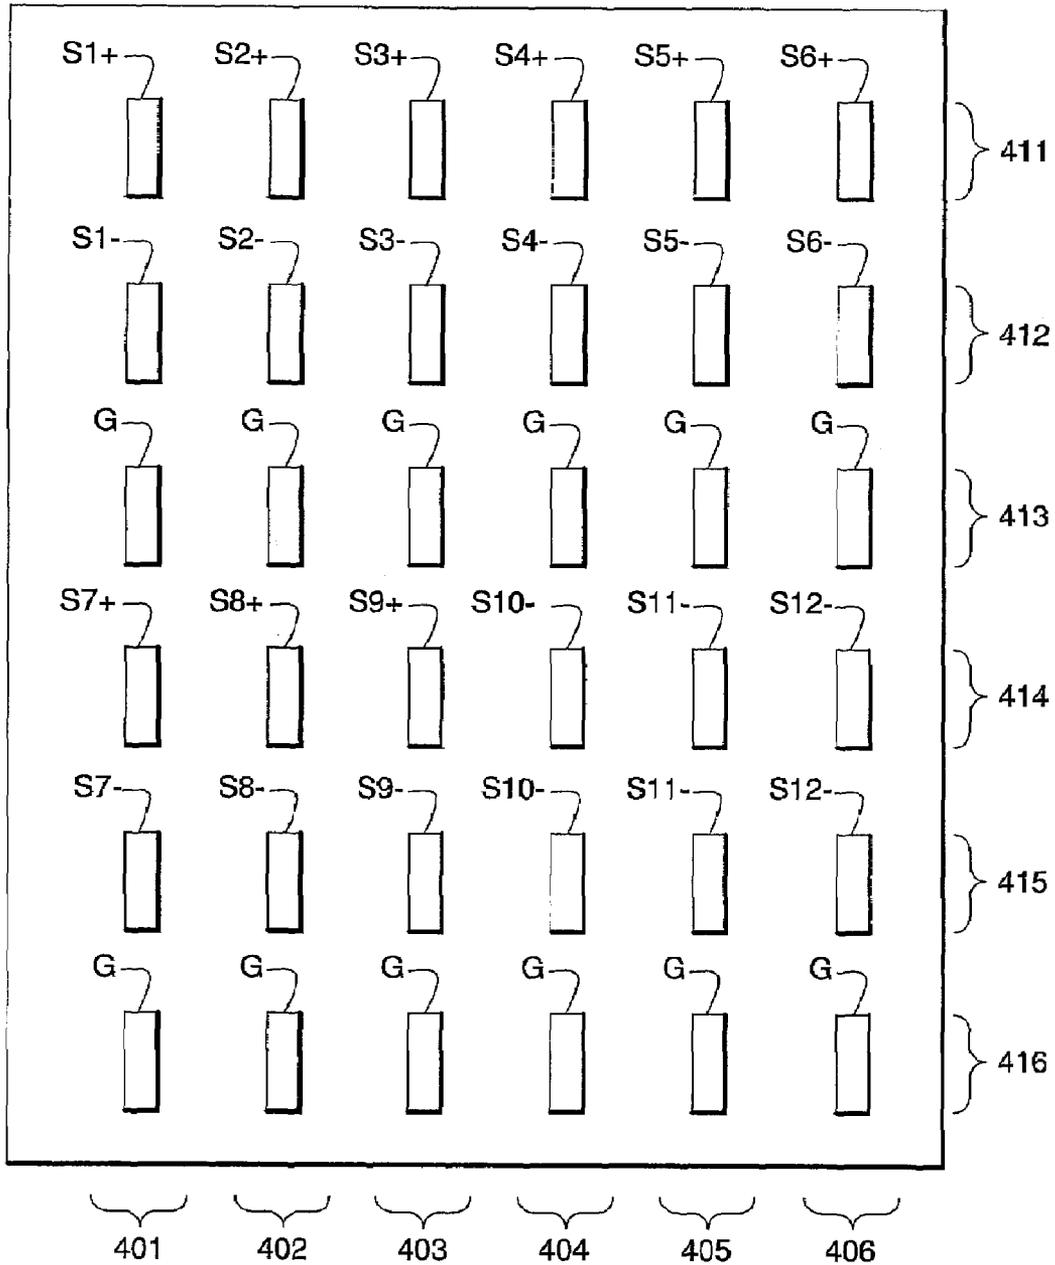 S1+ S2+ S3+ S4+ S5+ S6+
411
S1- S2- S3- S4- S5- S6-
412
G G G G G G
413
S7+ S8+ S9+ S10- S11- S12-
414
S7- S8- S9- S10- S11- S12-
415
G G G G G G
416
401 402 403 404 405 406